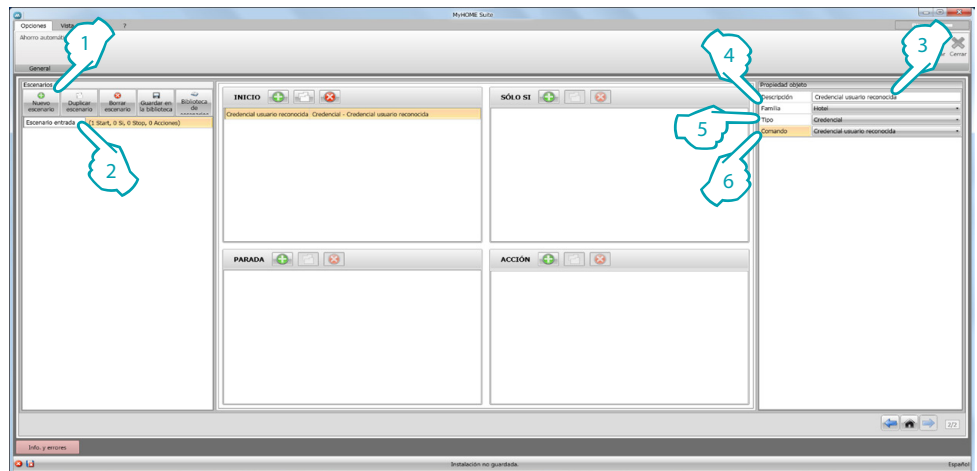 MyHOME Suite
Opciones
?
General
Cerrar
1
2
3
4
5
6
Escenarios
Nuevo escenario
Duplicar escenario
Borrar escenario
Guardar en la biblioteca
Biblioteca de
Escenario entrada
(1 Start, 0 Si, 0 Stop, 0 Acciones)
INICIO
Credencial usuario reconocida Credencial - Credencial usuario reconocida
SÓLO SI
PARADA
ACCIÓN
Propiedad objeto
Descripción Credencial usuario reconocida
Familia Hotel
Tipo Credencial
Comando Credencial usuario reconocida
2/2
Info. y errores
Instalación no guardada.
Español